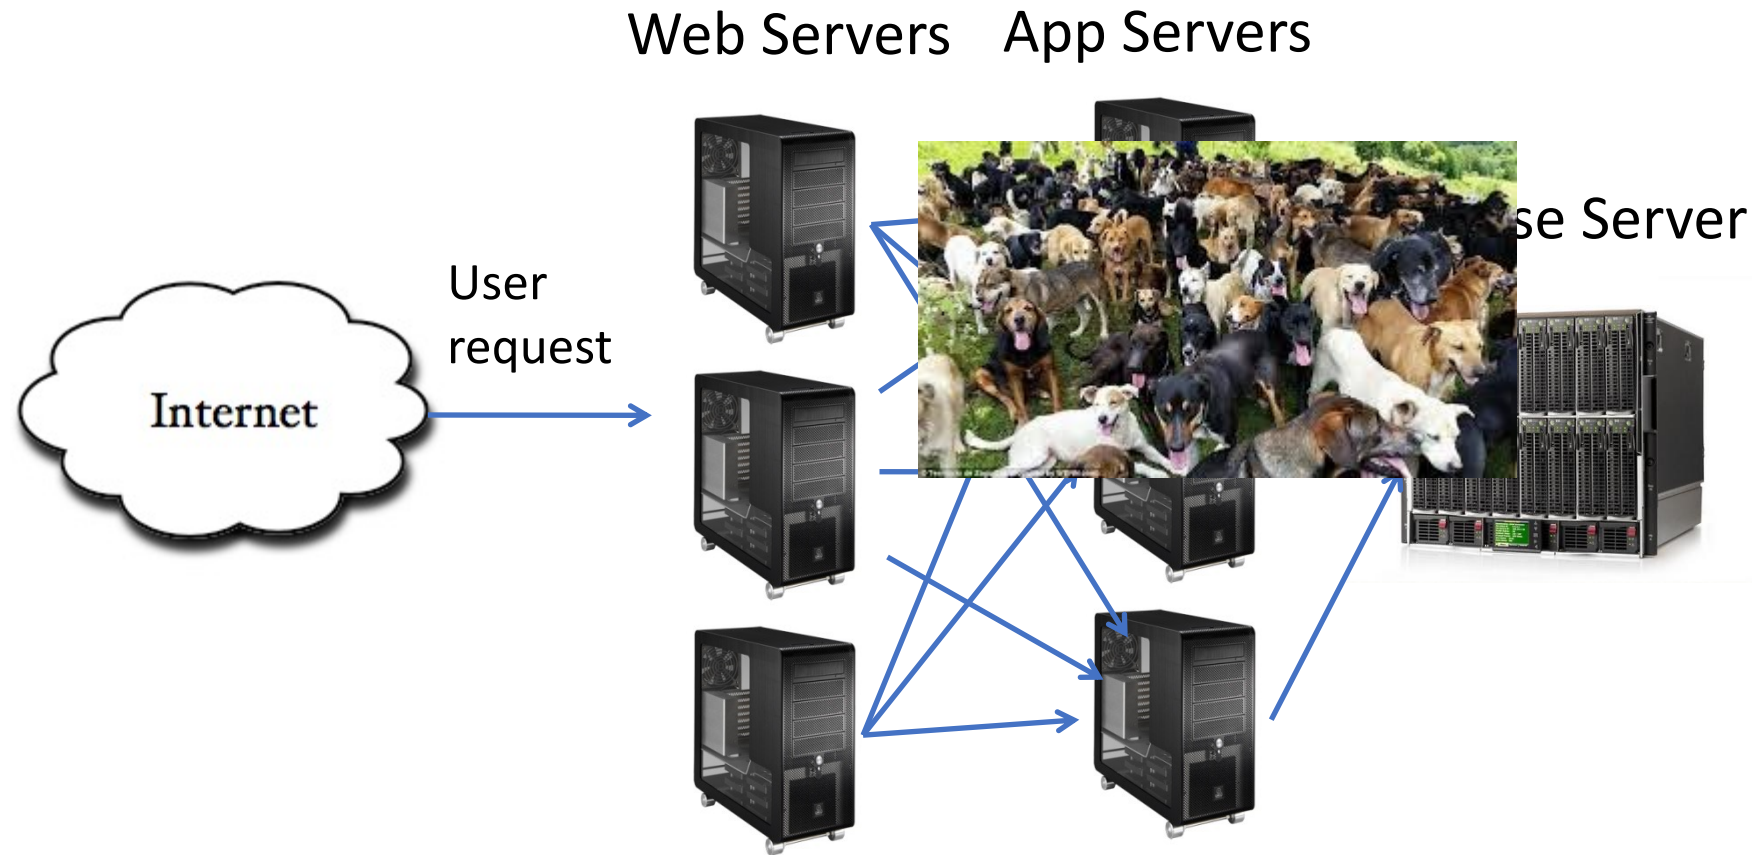 Web Servers
App Servers
se Server
User
request
Internet